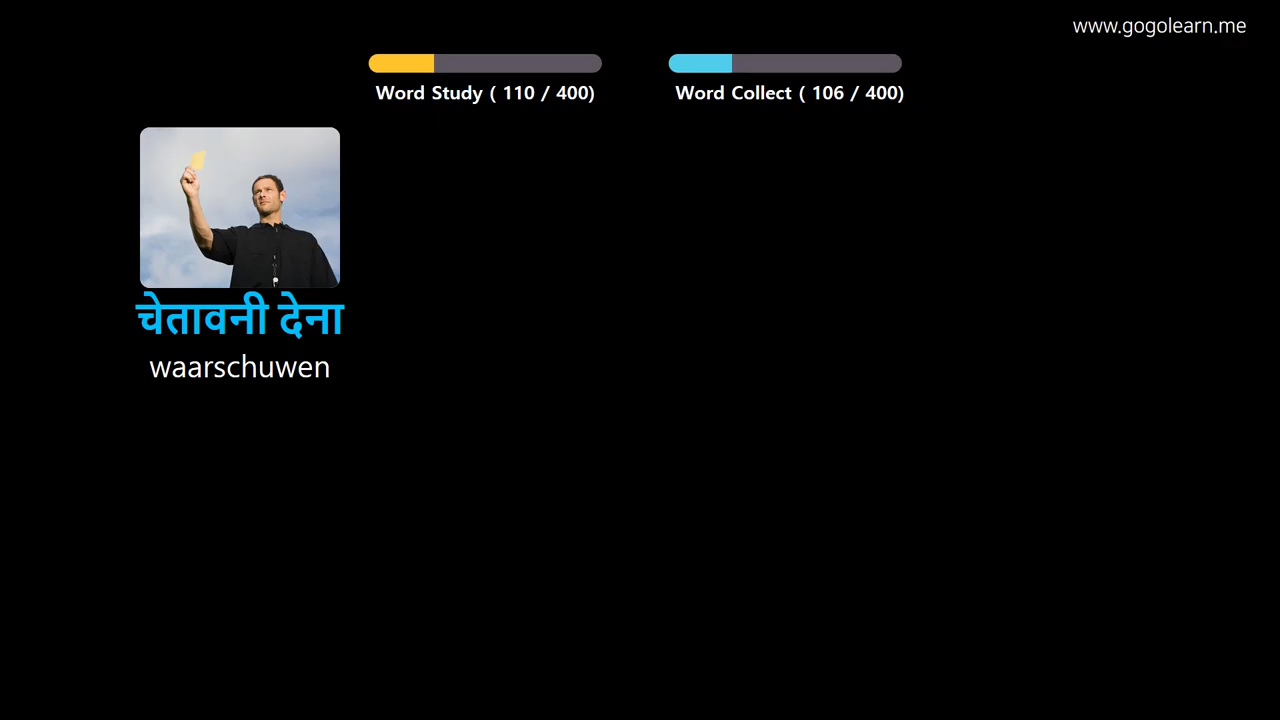 www.gogolearn.me
Word Study ( 110 / 400)
Word Collect ( 106 / 400)
चेतावनी देना
waarschuwen